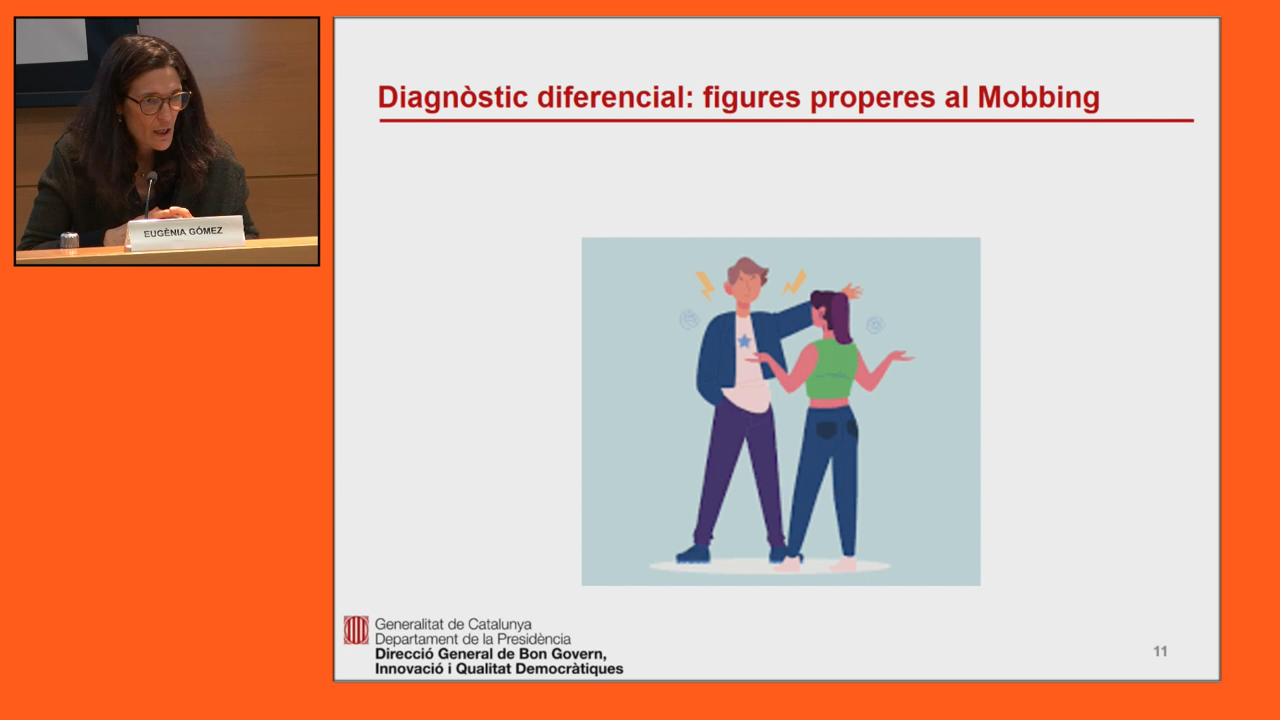 EUGÈNIA GÓMEZ
Diagnòstic diferencial: figures properes al Mobbing
Generalitat de Catalunya
Departament de la Presidència
Direcció General de Bon Govern,
Innovació i Qualitat Democràtiques
11